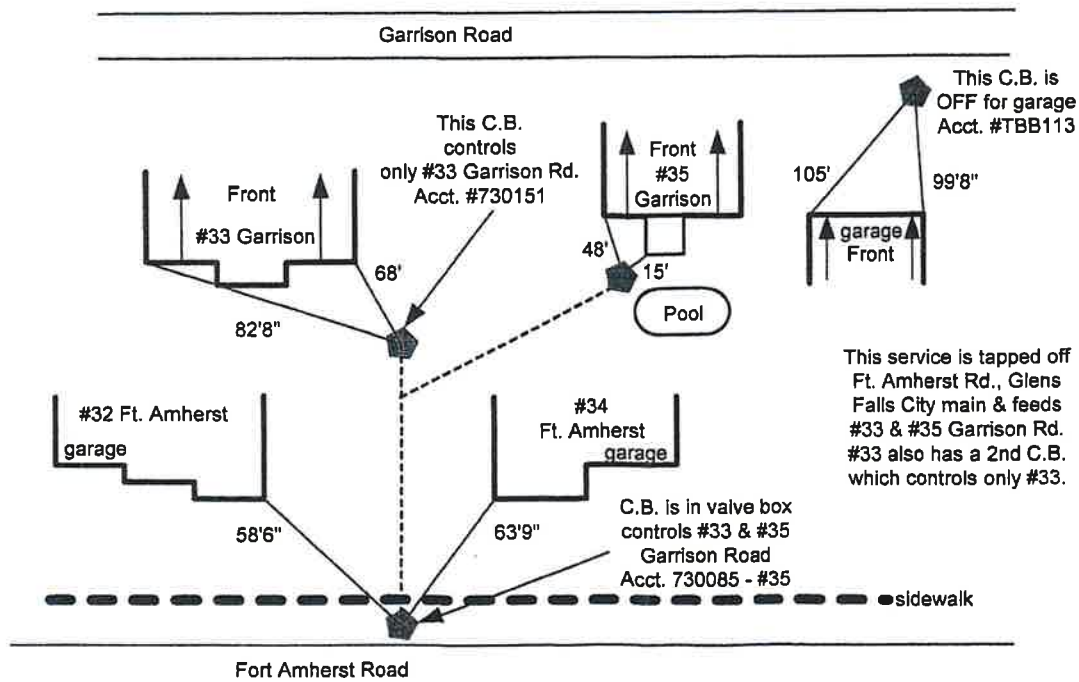 Garrison Road
This C.B. is
OFF for garage
Acct. #TBB113
This C.B.
controls
only #33 Garrison Rd.
Acct. #730151
Front
#33 Garrison
68'
82'8"
Front
#35
Garrison
48'
15'
Pool
105'
99'8"
garage
Front
This service is tapped off
Ft. Amherst Rd., Glens
Falls City main & feeds
#33 & #35 Garrison Rd.
#33 also has a 2nd C.B.
which controls only #33.
#32 Ft. Amherst
garage
58'6"
#34
Ft. Amherst
garage
63'9"
C.B. is in valve box
controls #33 & #35
Garrison Road
Acct. 730085 - #35
sidewalk
Fort Amherst Road